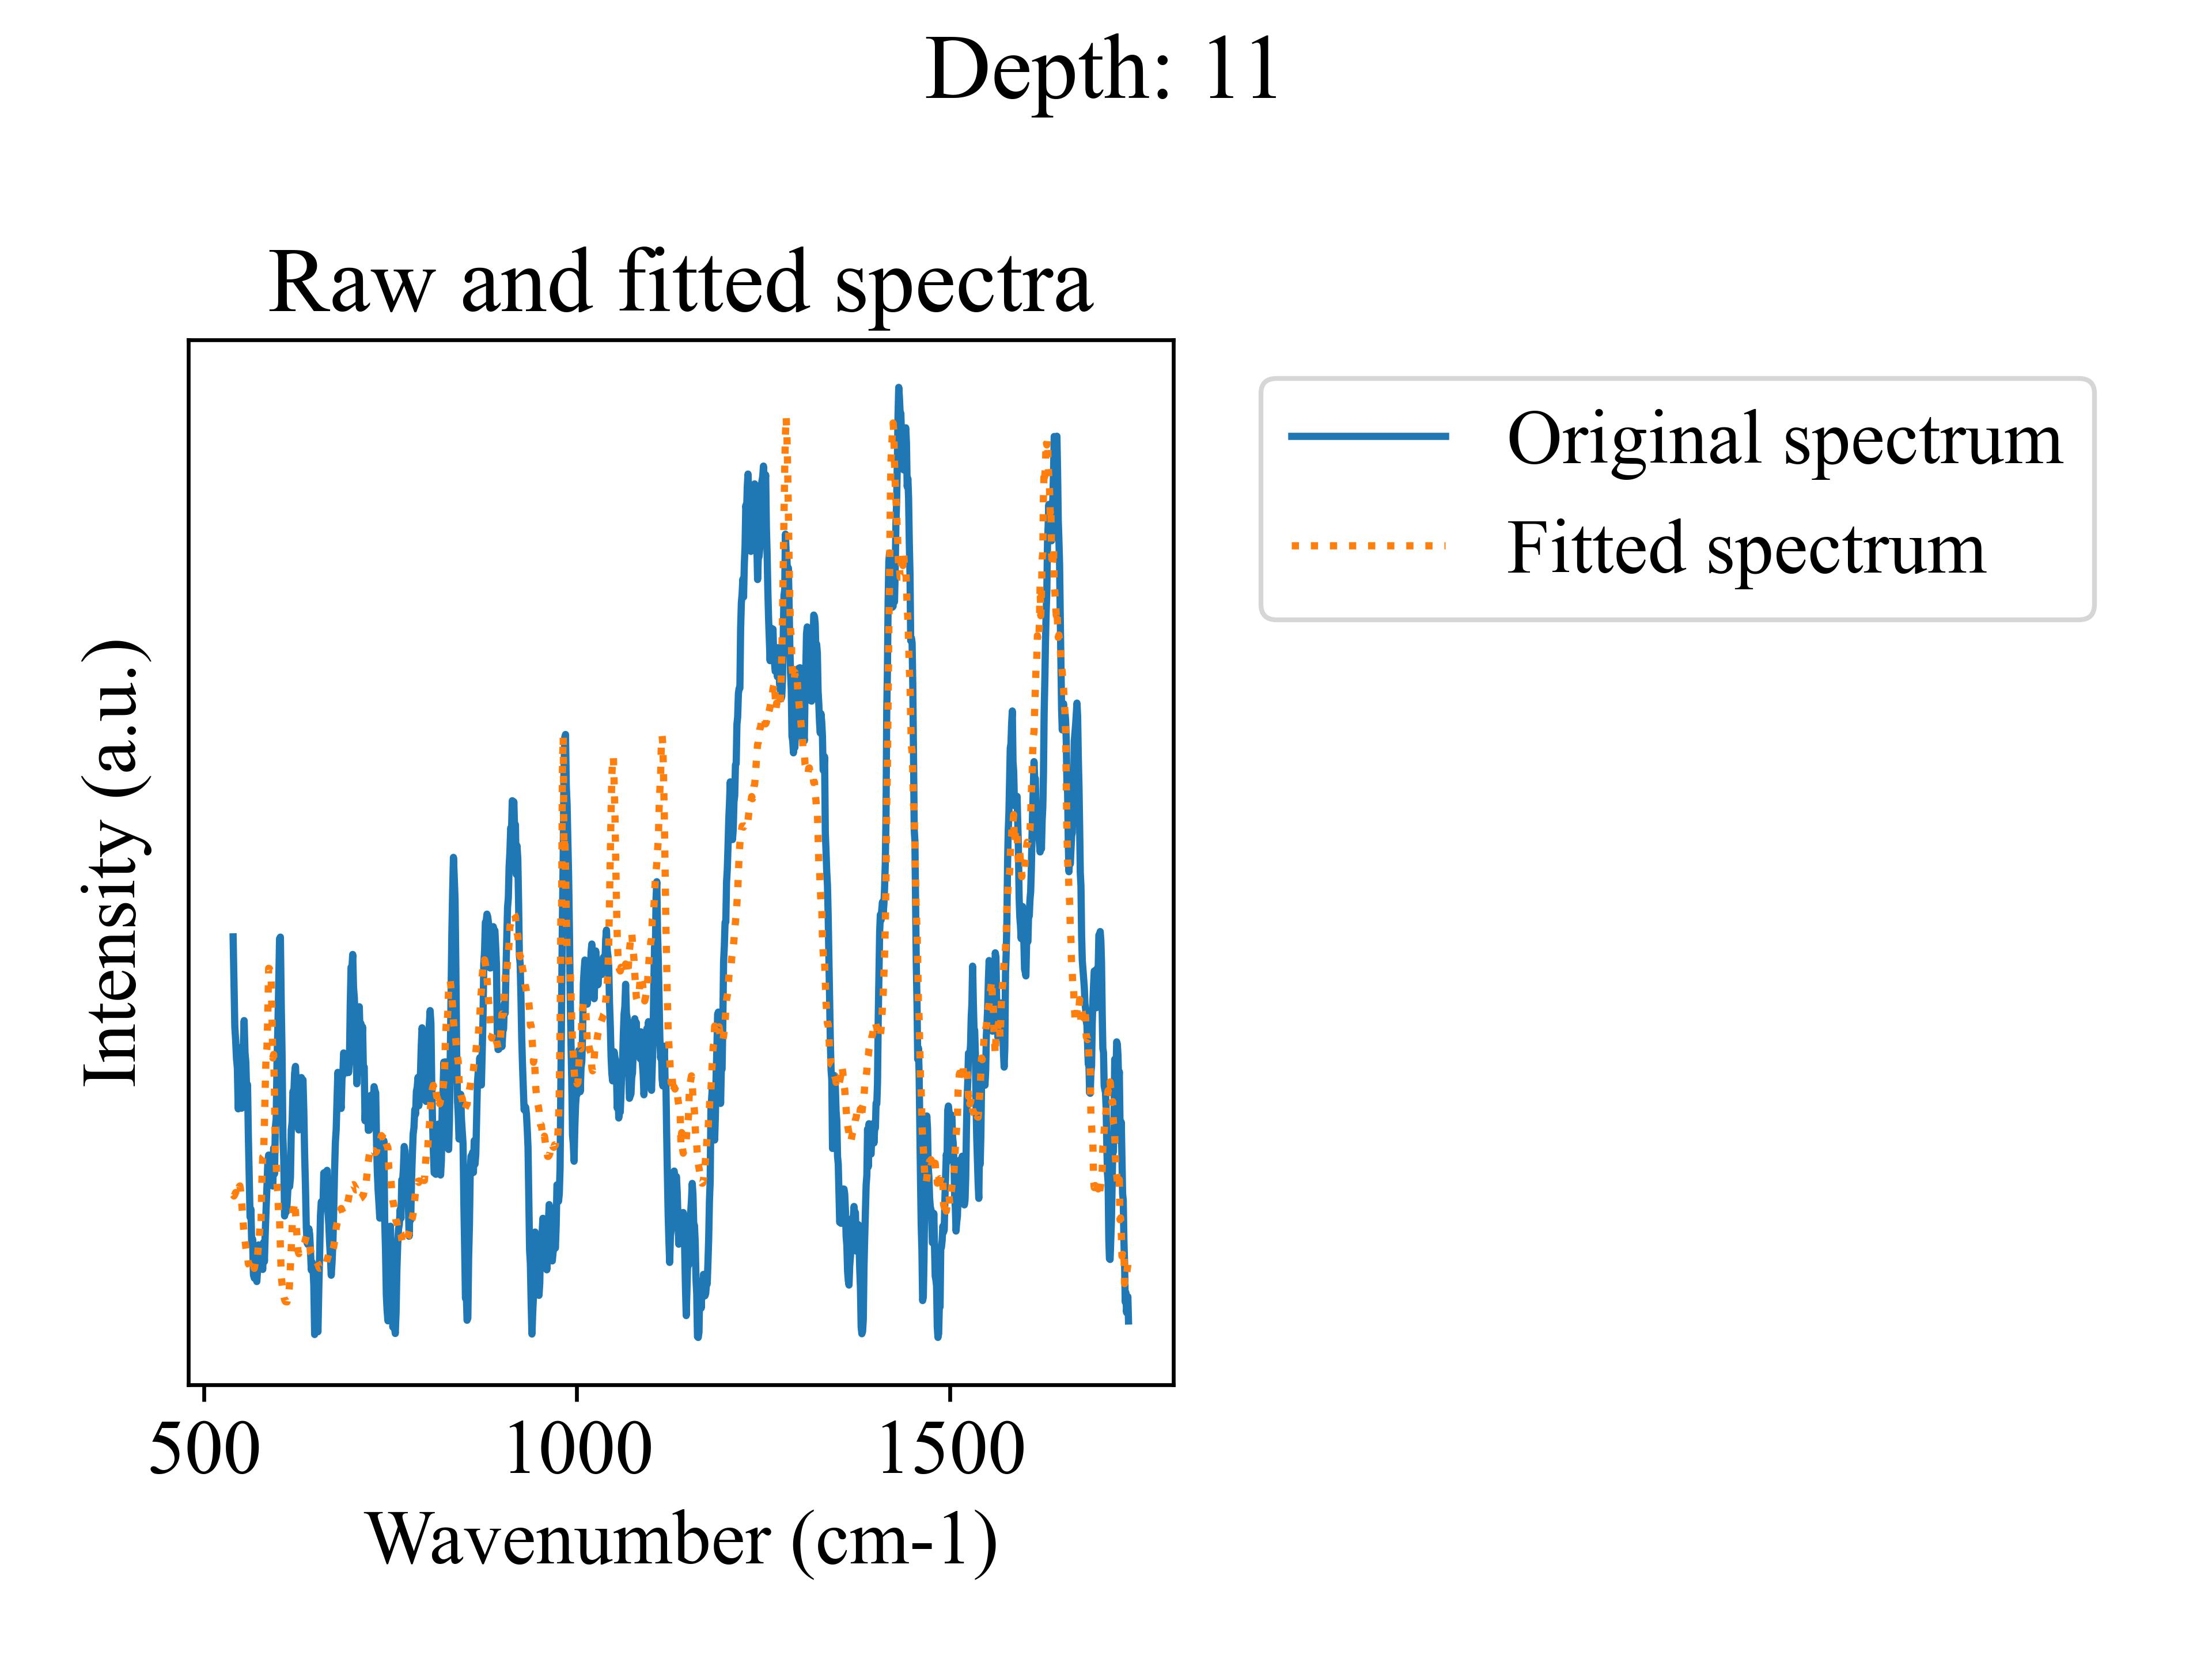 Depth: 11
Raw and fitted spectra
Original spectrum
Fitted spectrum
Intensity (a.u.)
500 1000 1500
Wavenumber (cm-1)